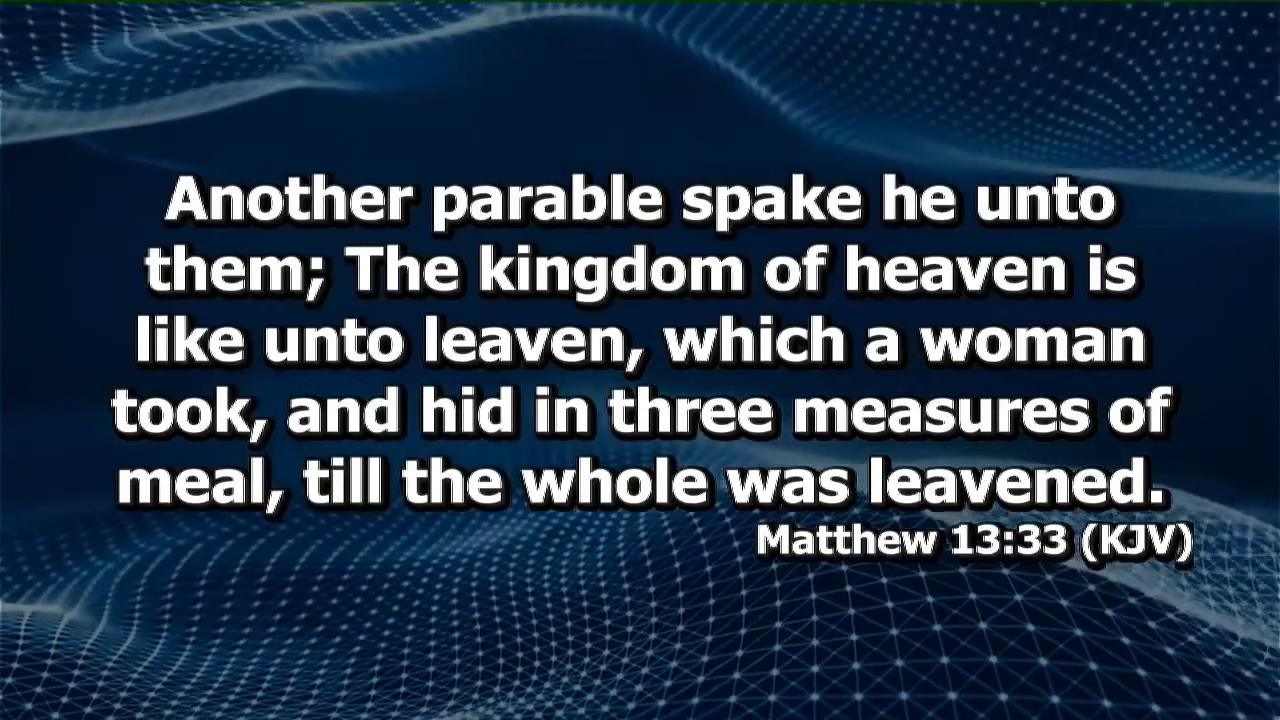 Another parable spake he unto
them; The kingdom of heaven is
like unto leaven, which a woman
took, and hid in three measures of
meal, till the whole was leavened.
Matthew 13:33 (KJV)